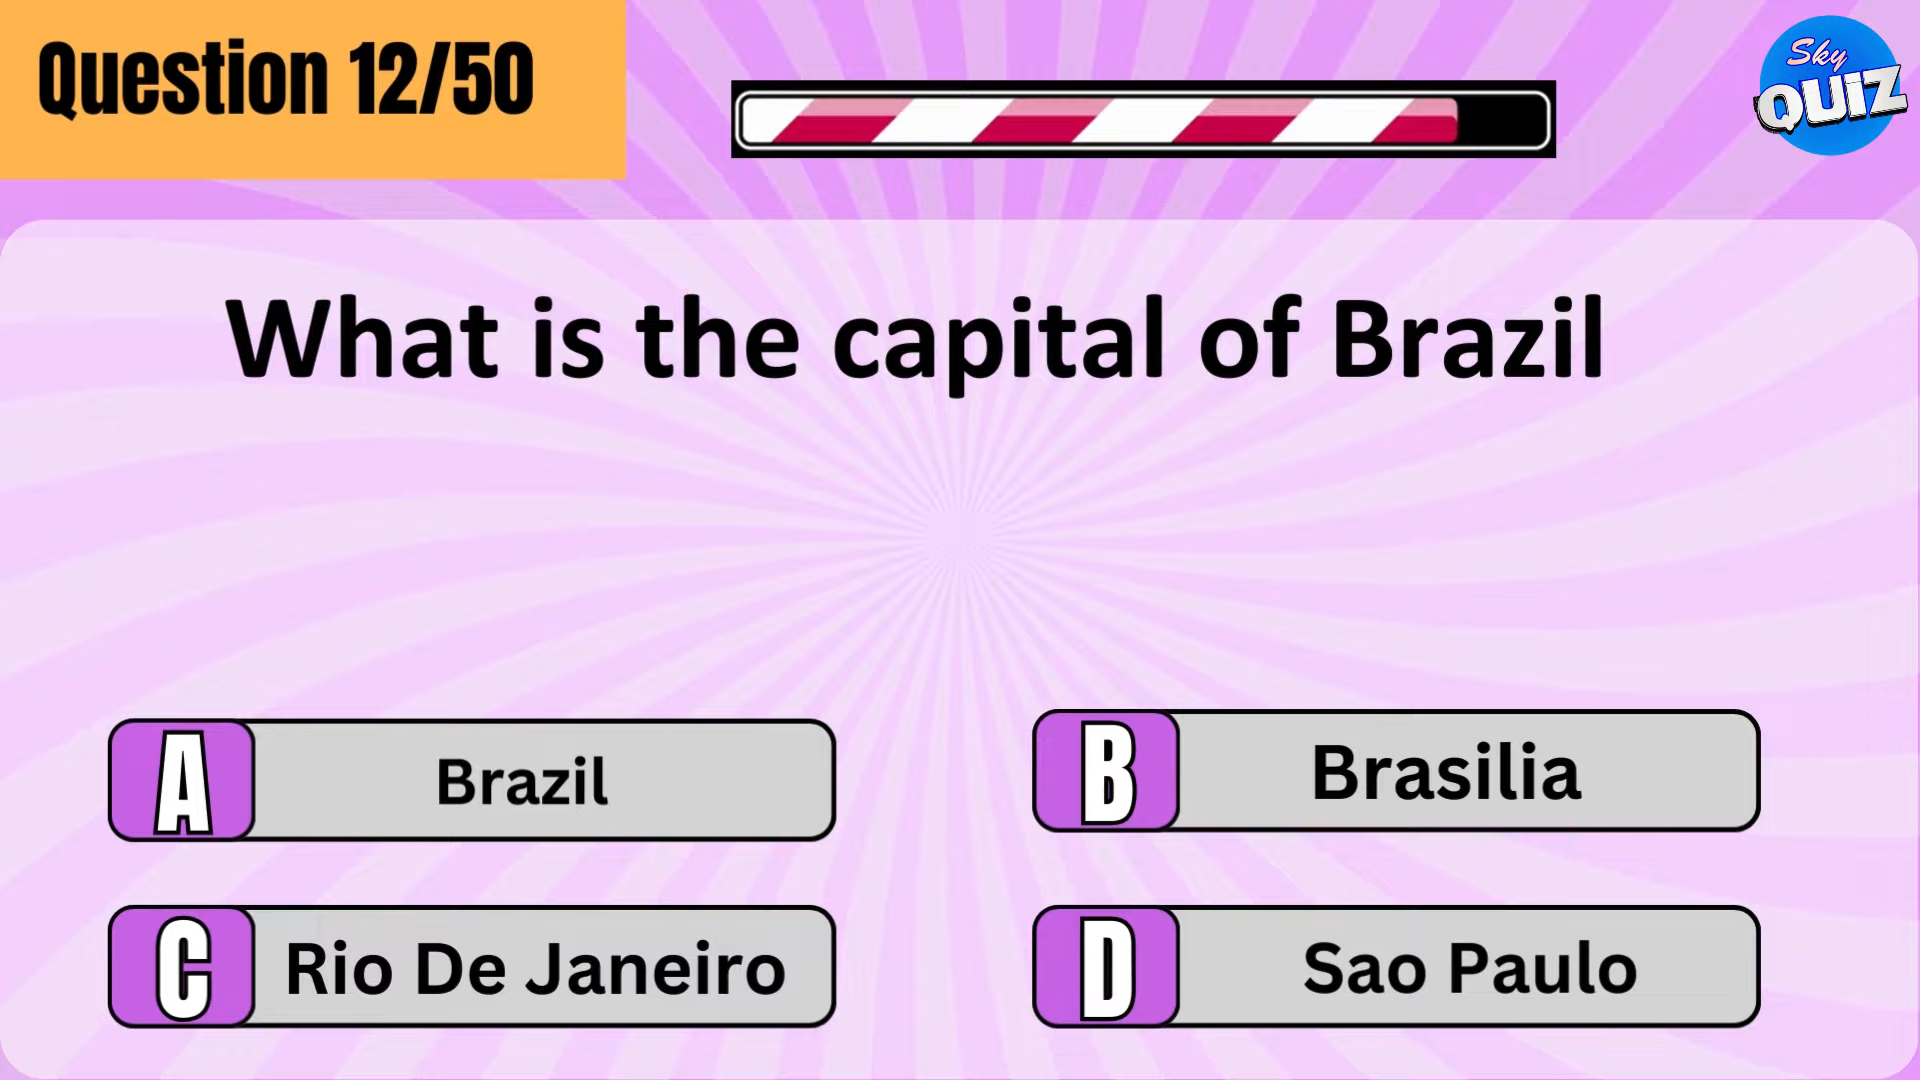 Question 12/50
Sky
QUIZ
What is the capital of Brazil
A Brazil
B Brasilia
C Rio De Janeiro
D Sao Paulo